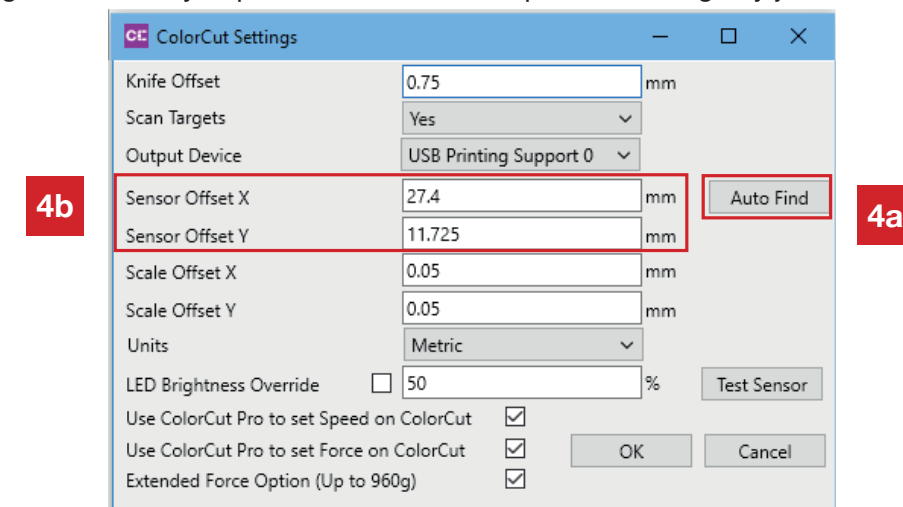 CC ColorCut Settings
Knife Offset 0.75 mm
Scan Targets Yes
Output Device USB Printing Support 0
4b Sensor Offset X 27.4 mm Auto Find 4a
Sensor Offset Y 11.725 mm
Scale Offset X 0.05 mm
Scale Offset Y 0.05 mm
Units Metric
LED Brightness Override 50 % Test Sensor
Use ColorCut Pro to set Speed on ColorCut
Use ColorCut Pro to set Force on ColorCut OK Cancel
Extended Force Option (Up to 960g)